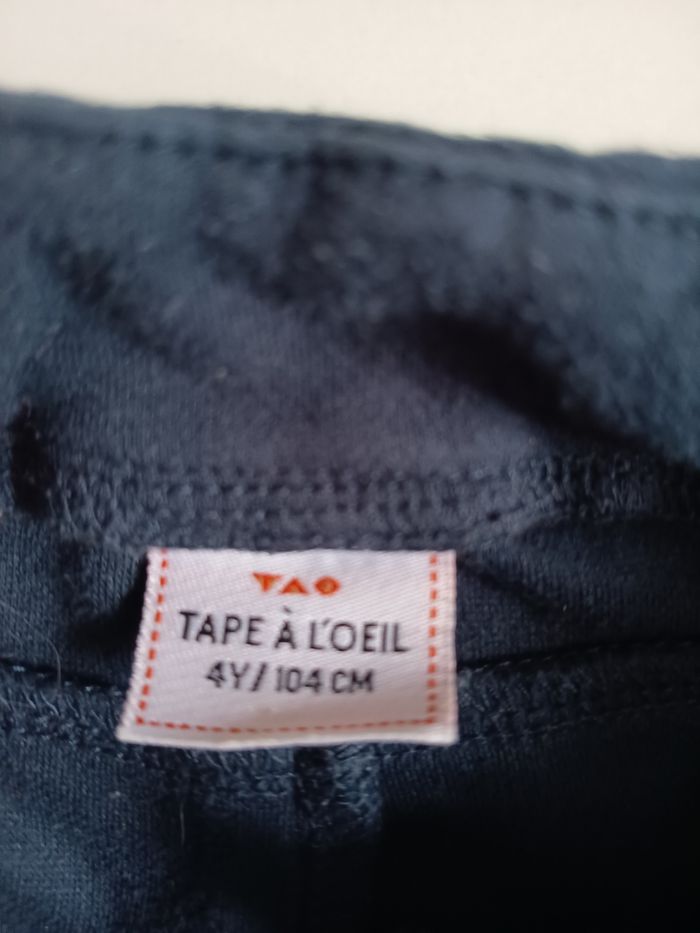 TAO
TAPE À L'OEIL
4Y/104 CM